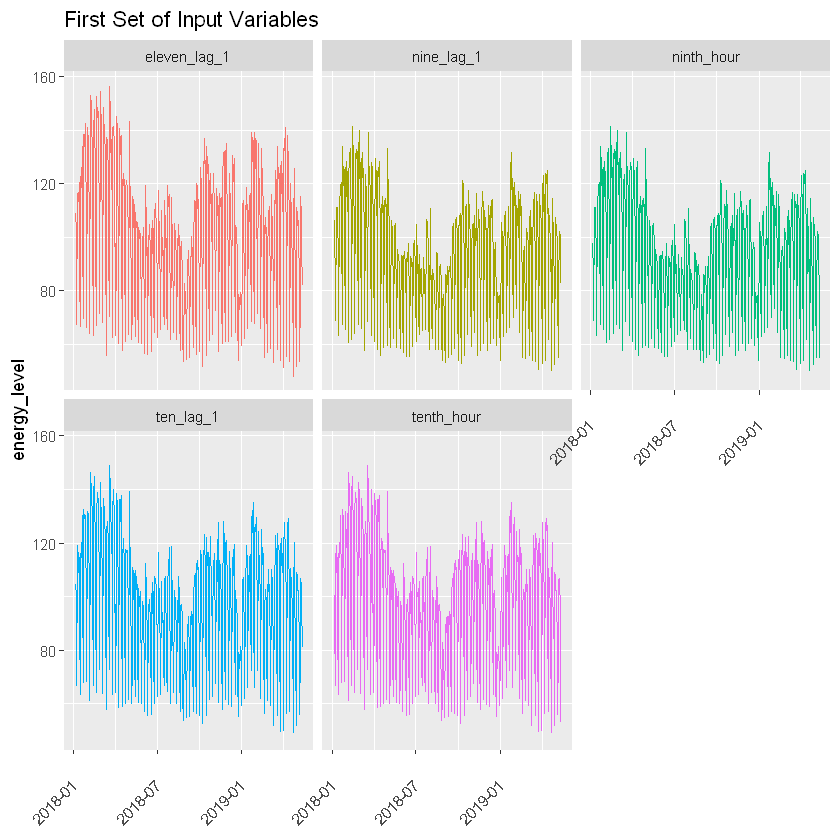 First Set of Input Variables
eleven_lag_1
nine_lag_1
ninth_hour
160
120
80
energy_level
ten_lag_1
tenth_hour
2018-01
2018-07
2019-01
160
120
80
2018-01
2018-07
2019-01
2018-01
2018-07
2019-01